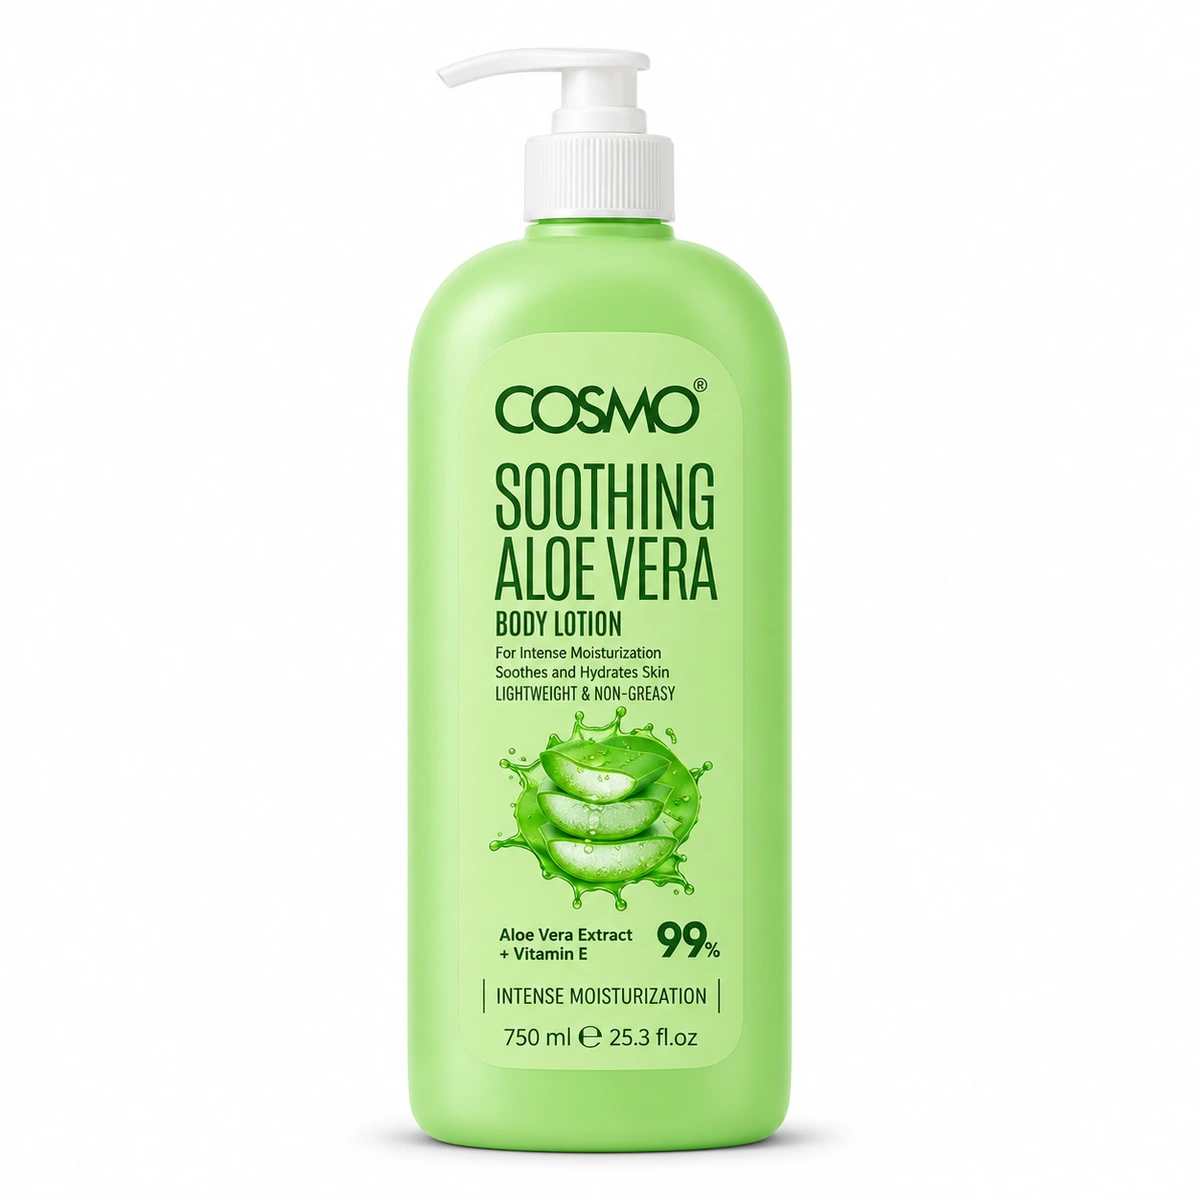 COSMO®
SOOTHING
ALOE VERA
BODY LOTION
For Intense Moisturization
Soothes and Hydrates Skin
LIGHTWEIGHT & NON-GREASY
Aloe Vera Extract
+ Vitamin E
99%
INTENSE MOISTURIZATION
750 ml ℮ 25.3 fl.oz